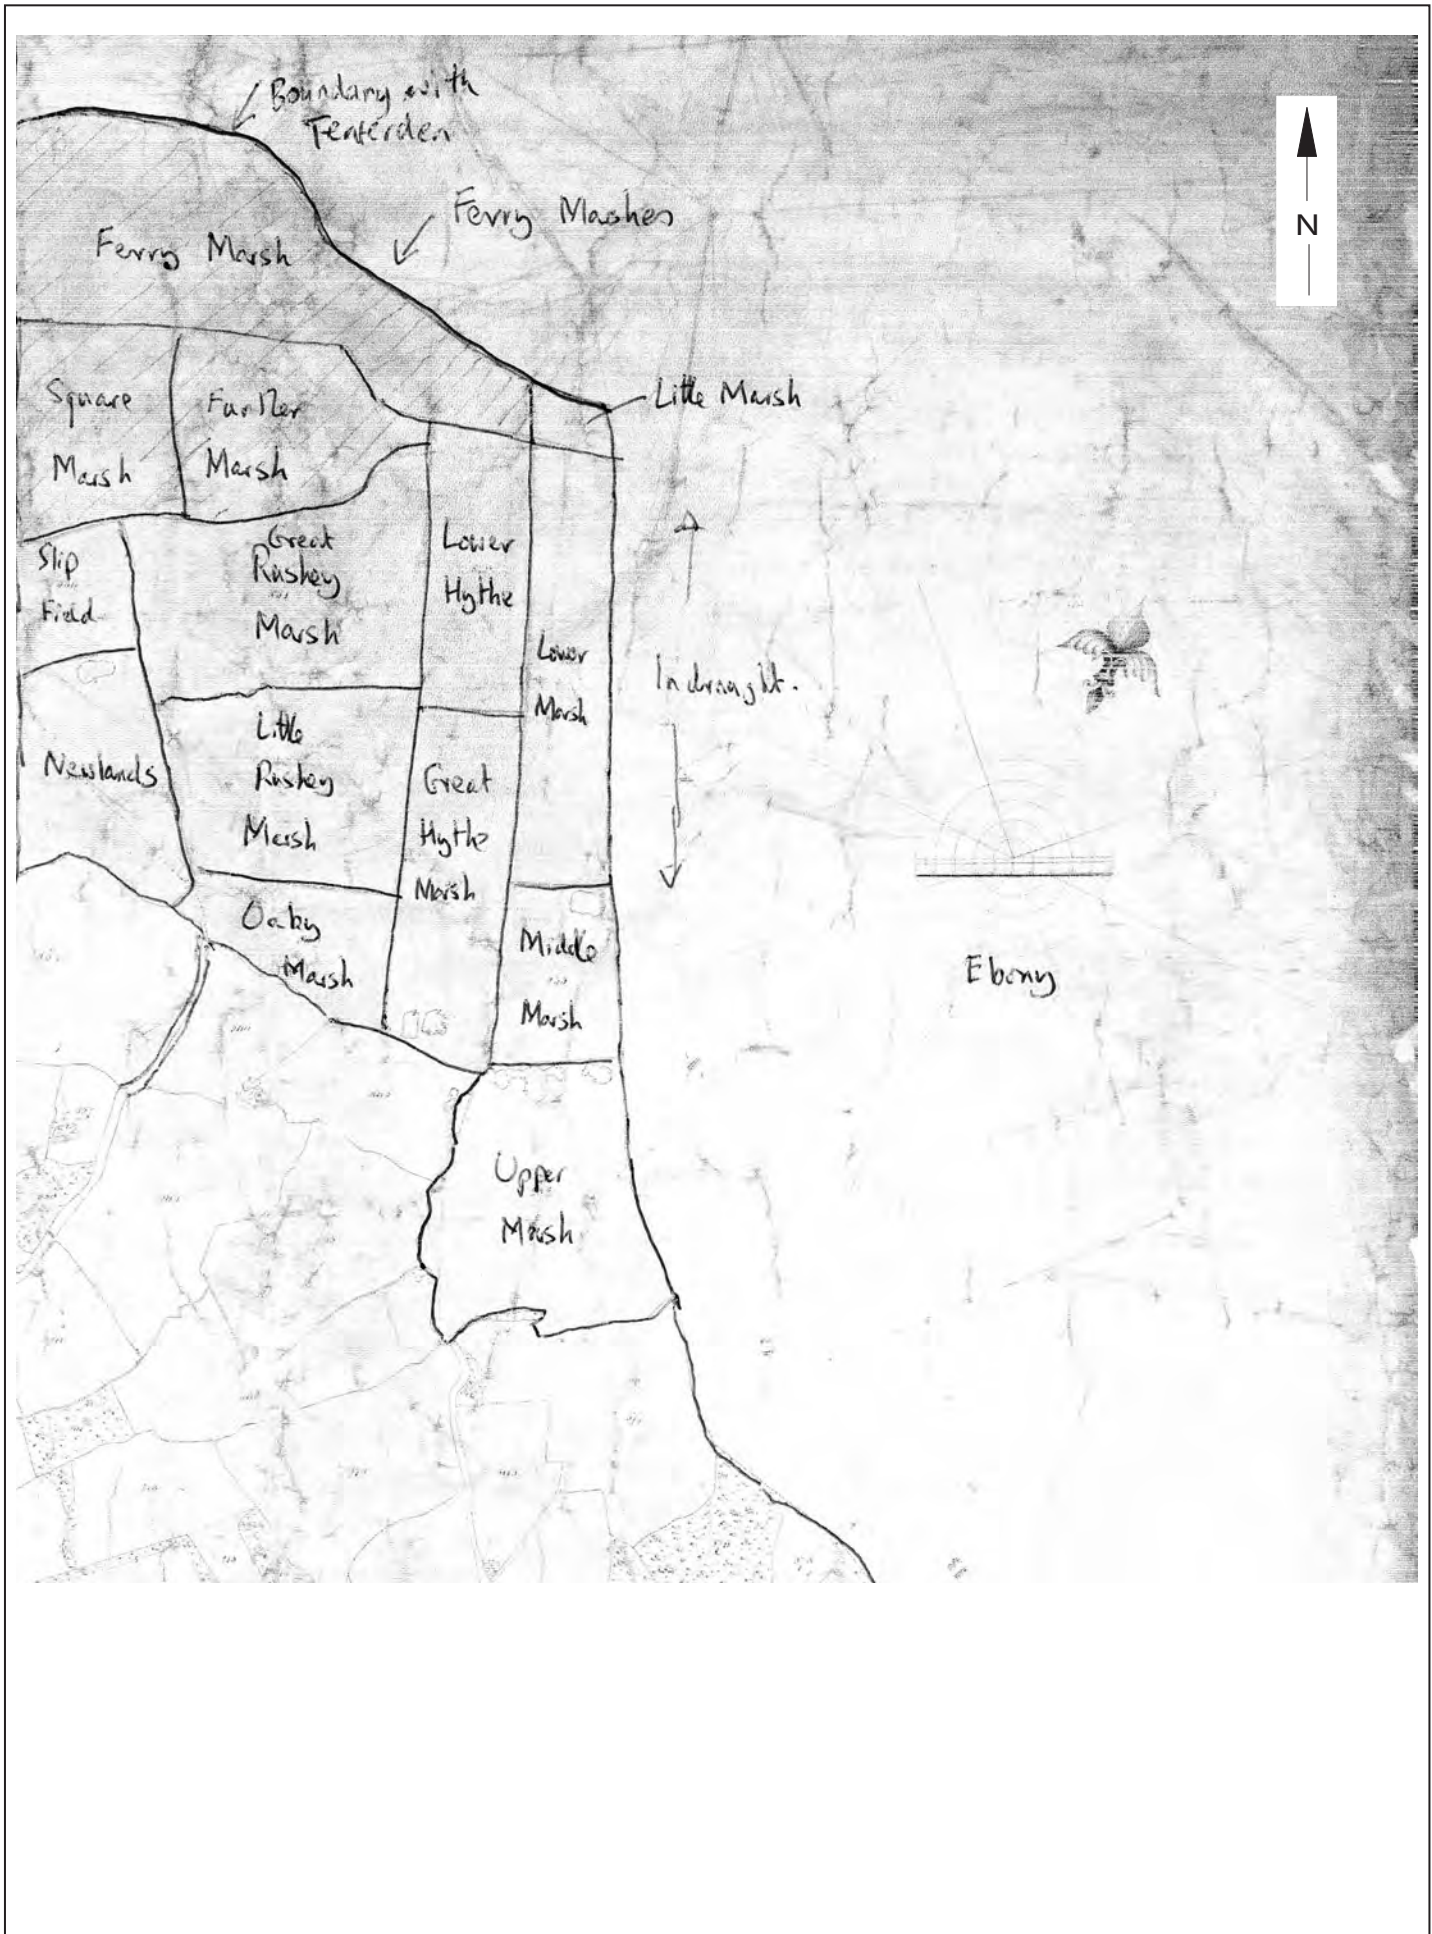 Boundary with
Tenterden
Ferry Mashes
Ferry Marsh
N
Little Marsh
Square
Marsh
Further
Marsh
Slip
Field
Great
Rushey
Marsh
Lower
Hythe
Lower
Marsh
Indraught.
Newlands
Little
Rushey
Marsh
Great
Hythe
Marsh
Oaky
Marsh
Middle
Marsh
Ebony
Upper
Marsh